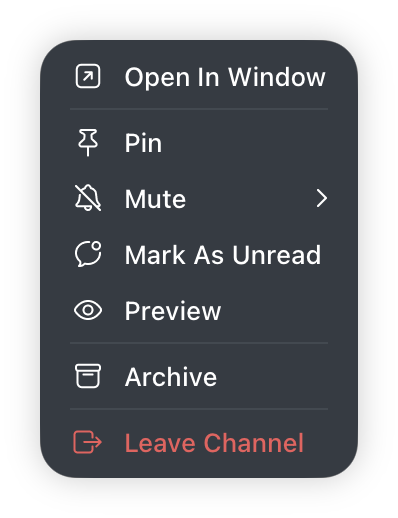 Open In Window
Pin
Mute
Mark As Unread
Preview
Archive
Leave Channel